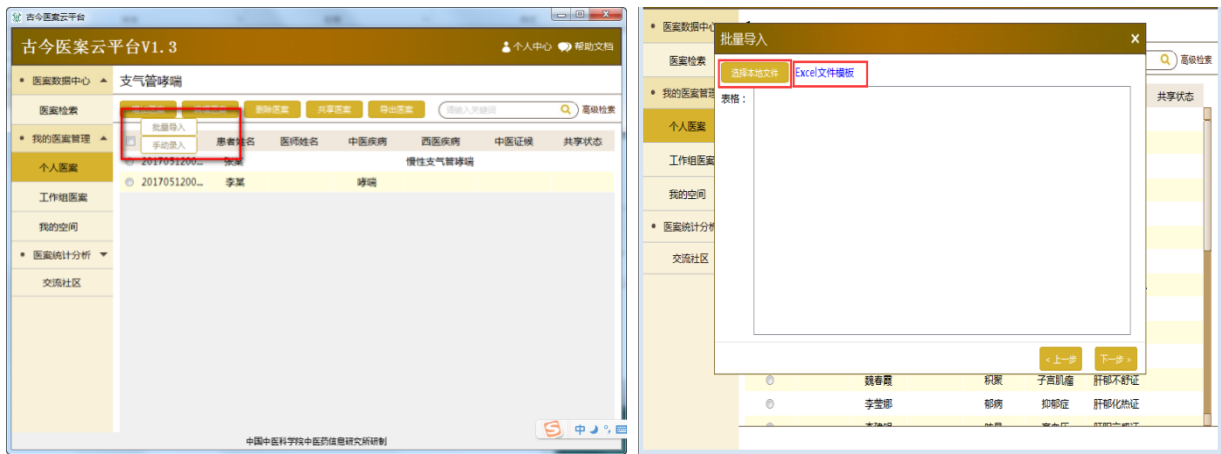 古今医案云平台
古今医案云平台V1.3
个人中心 帮助文档
医案数据中心 支气管哮喘
医案检索 删除医案 共享医案 导出医案 请输入关键词 高级检索
批量导入
手动录入
我的医案管理 患者姓名 医师姓名 中医疾病 西医疾病 中医证候 共享状态
个人医案 2017051200... 张某 慢性支气管哮喘
2017051200... 李某 哮喘
工作组医案
我的空间
医案统计分析
交流社区
中国中医科学院中医药信息研究所研制
中
医案数据中心
批量导入 x
医案检索 高级检索
选择本地文件 Excel文件模板
我的医案管 共享状态
表格：
个人医案
工作组医案
我的空间
医案统计分析
交流社区
<上一步 下一步>
魏春霞 积聚 子宫肌瘤 肝郁不舒证
李莹娜 郁病 抑郁症 肝郁化热证